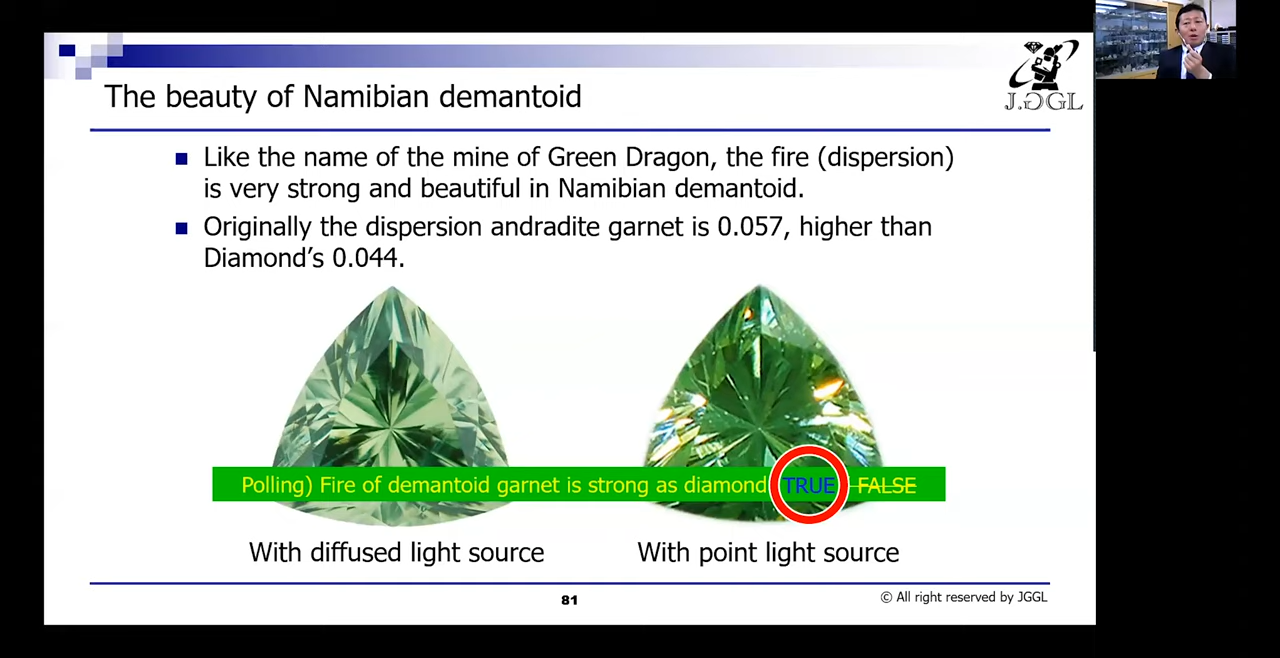 The beauty of Namibian demantoid
J.GGL
Like the name of the mine of Green Dragon, the fire (dispersion)
is very strong and beautiful in Namibian demantoid.
Originally the dispersion andradite garnet is 0.057, higher than
Diamond's 0.044.
Polling) Fire of demantoid garnet is strong as diamond TRUE FALSE
With diffused light source
With point light source
81
© All right reserved by JGGL